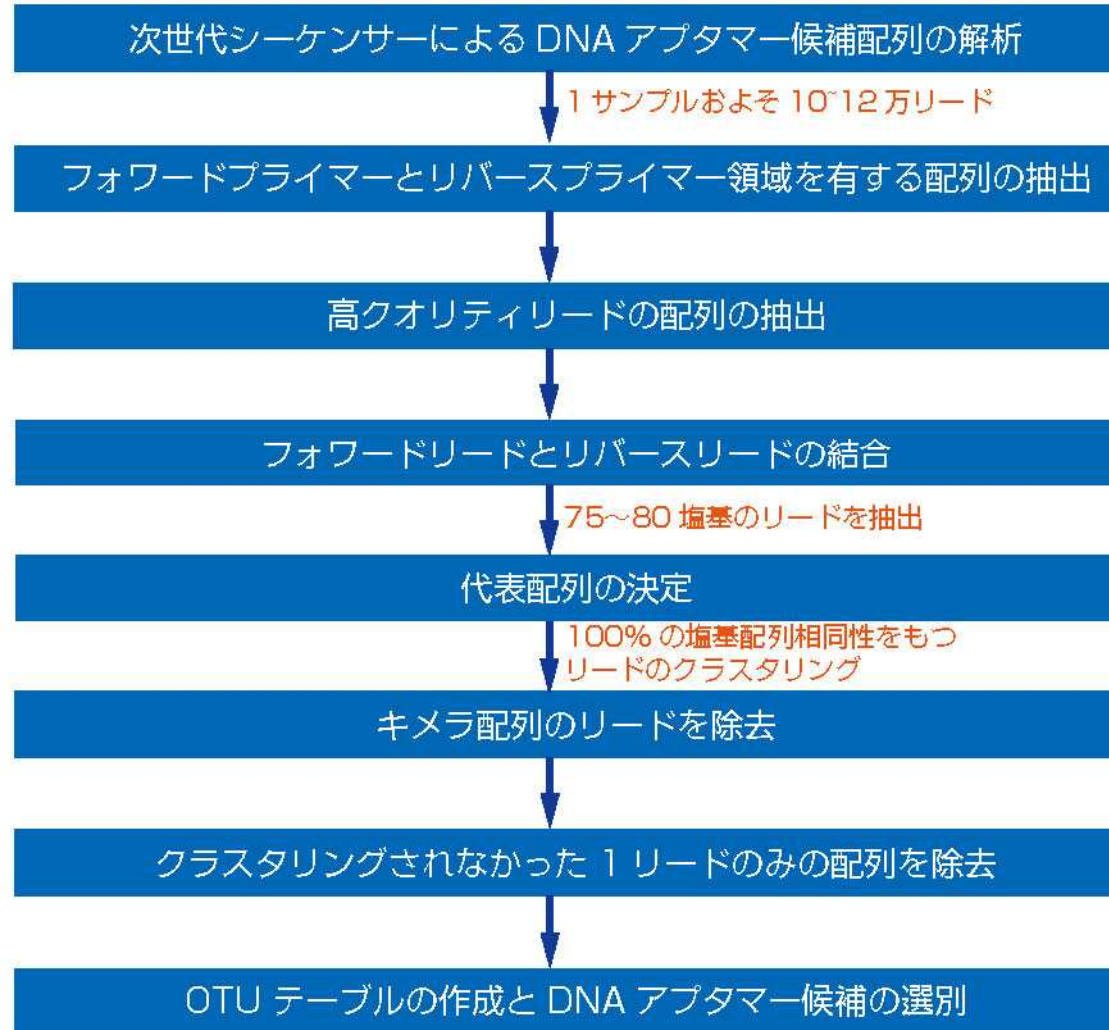 次世代シーケンサーによる DNA アプタマー候補配列の解析
1 サンプルおよそ 10~12 万リード
フォワードプライマーとリバースプライマー領域を有する配列の抽出
高クオリティリードの配列の抽出
フォワードリードとリバースリードの結合
75〜80 塩基のリードを抽出
代表配列の決定
100% の塩基配列相同性をもつ
リードのクラスタリング
キメラ配列のリードを除去
クラスタリングされなかった 1 リードのみの配列を除去
OTU テーブルの作成と DNA アプタマー候補の選別